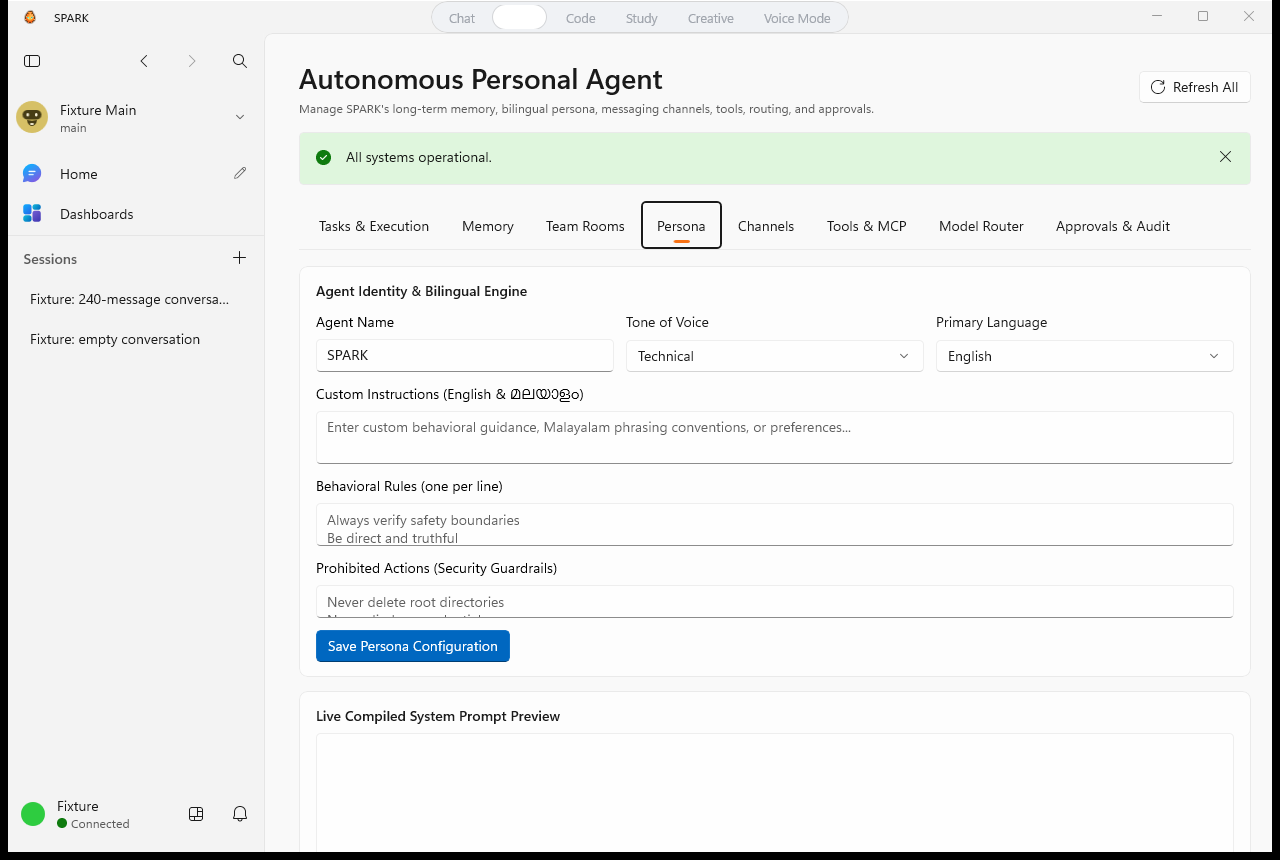 SPARK
Chat
Code
Study
Creative
Voice Mode
Fixture Main
main
Home
Dashboards
Sessions
Fixture: 240-message conversa...
Fixture: empty conversation
Fixture
Connected
Autonomous Personal Agent
Manage SPARK's long-term memory, bilingual persona, messaging channels, tools, routing, and approvals.
Refresh All
All systems operational.
Tasks & Execution
Memory
Team Rooms
Persona
Channels
Tools & MCP
Model Router
Approvals & Audit
Agent Identity & Bilingual Engine
Agent Name
Tone of Voice
Primary Language
SPARK
Technical
English
Custom Instructions (English & മലയാളം)
Enter custom behavioral guidance, Malayalam phrasing conventions, or preferences...
Behavioral Rules (one per line)
Always verify safety boundaries
Be direct and truthful
Prohibited Actions (Security Guardrails)
Never delete root directories
Save Persona Configuration
Live Compiled System Prompt Preview